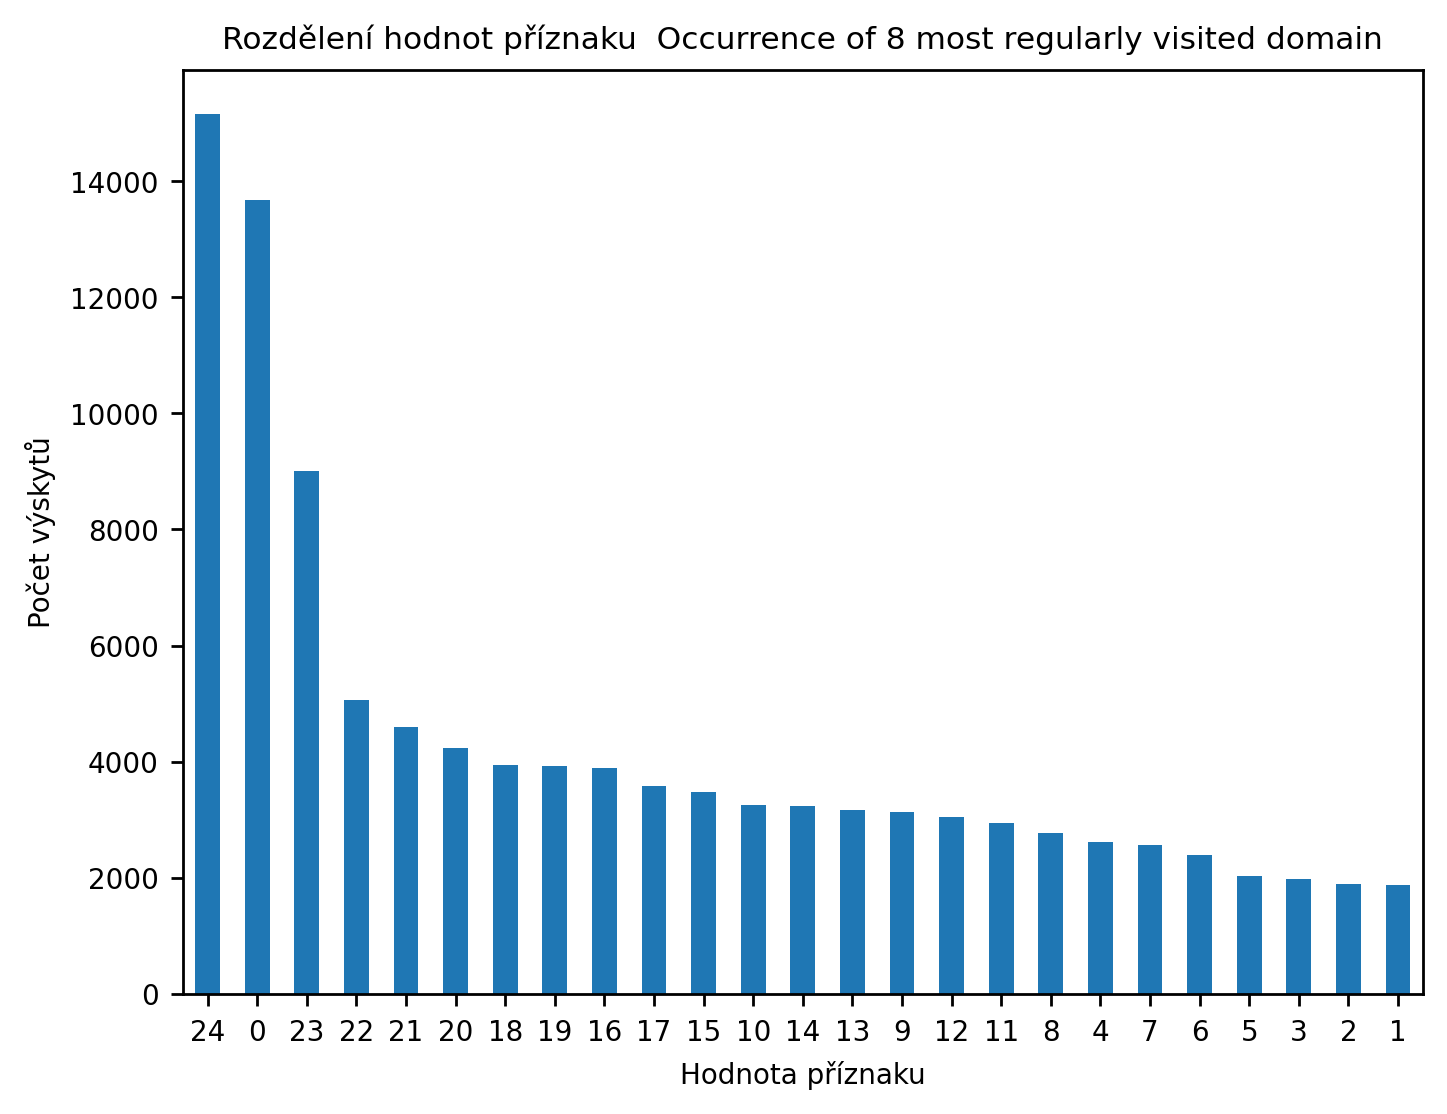 Rozdělení hodnot příznaku  Occurrence of 8 most regularly visited domain
14000
12000
10000
8000
6000
4000
2000
0
Počet výskytů
24 0 23 22 21 20 18 19 16 17 15 10 14 13 9 12 11 8 4 7 6 5 3 2 1
Hodnota příznaku